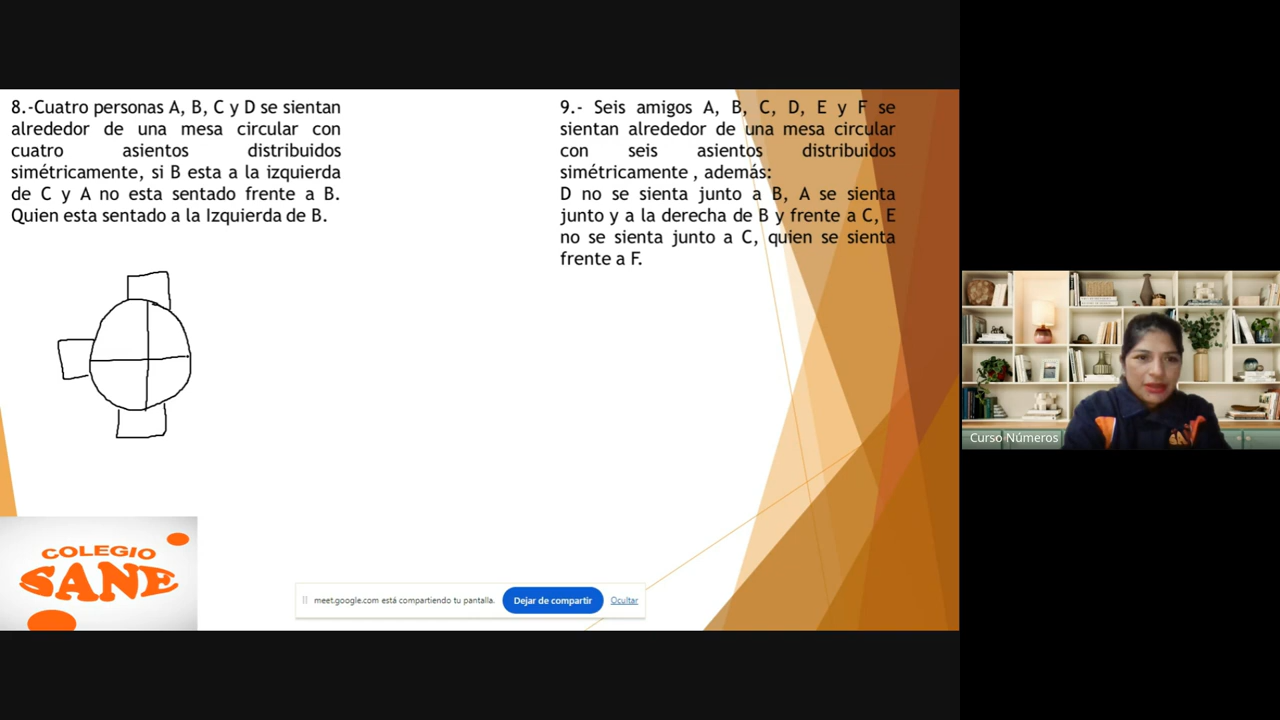 8.-Cuatro personas A, B, C y D se sientan
alrededor de una mesa circular con
cuatro asientos distribuidos
simétricamente, si B esta a la izquierda
de C y A no esta sentado frente a B.
Quien esta sentado a la Izquierda de B.
9.- Seis amigos A, B, C, D, E y F se
sientan alrededor de una mesa circular
con seis asientos distribuidos
simétricamente , además:
D no se sienta junto a B, A se sienta
junto y a la derecha de B y frente a C, E
no se sienta junto a C, quien se sienta
frente a F.
COLEGIO
SANE
meet.google.com está compartiendo tu pantalla.
Dejar de compartir
Ocultar
Curso Números